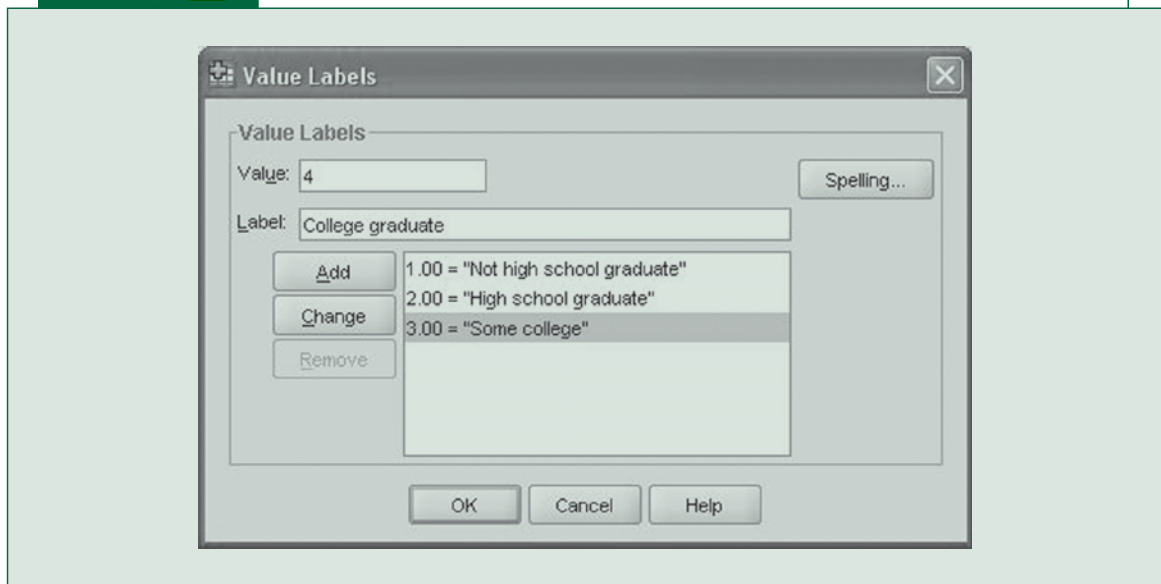 Value Labels
Value Labels
Value: 4
Spelling...
Label: College graduate
Add
1.00 = "Not high school graduate"
2.00 = "High school graduate"
Change
3.00 = "Some college"
Remove
OK Cancel Help